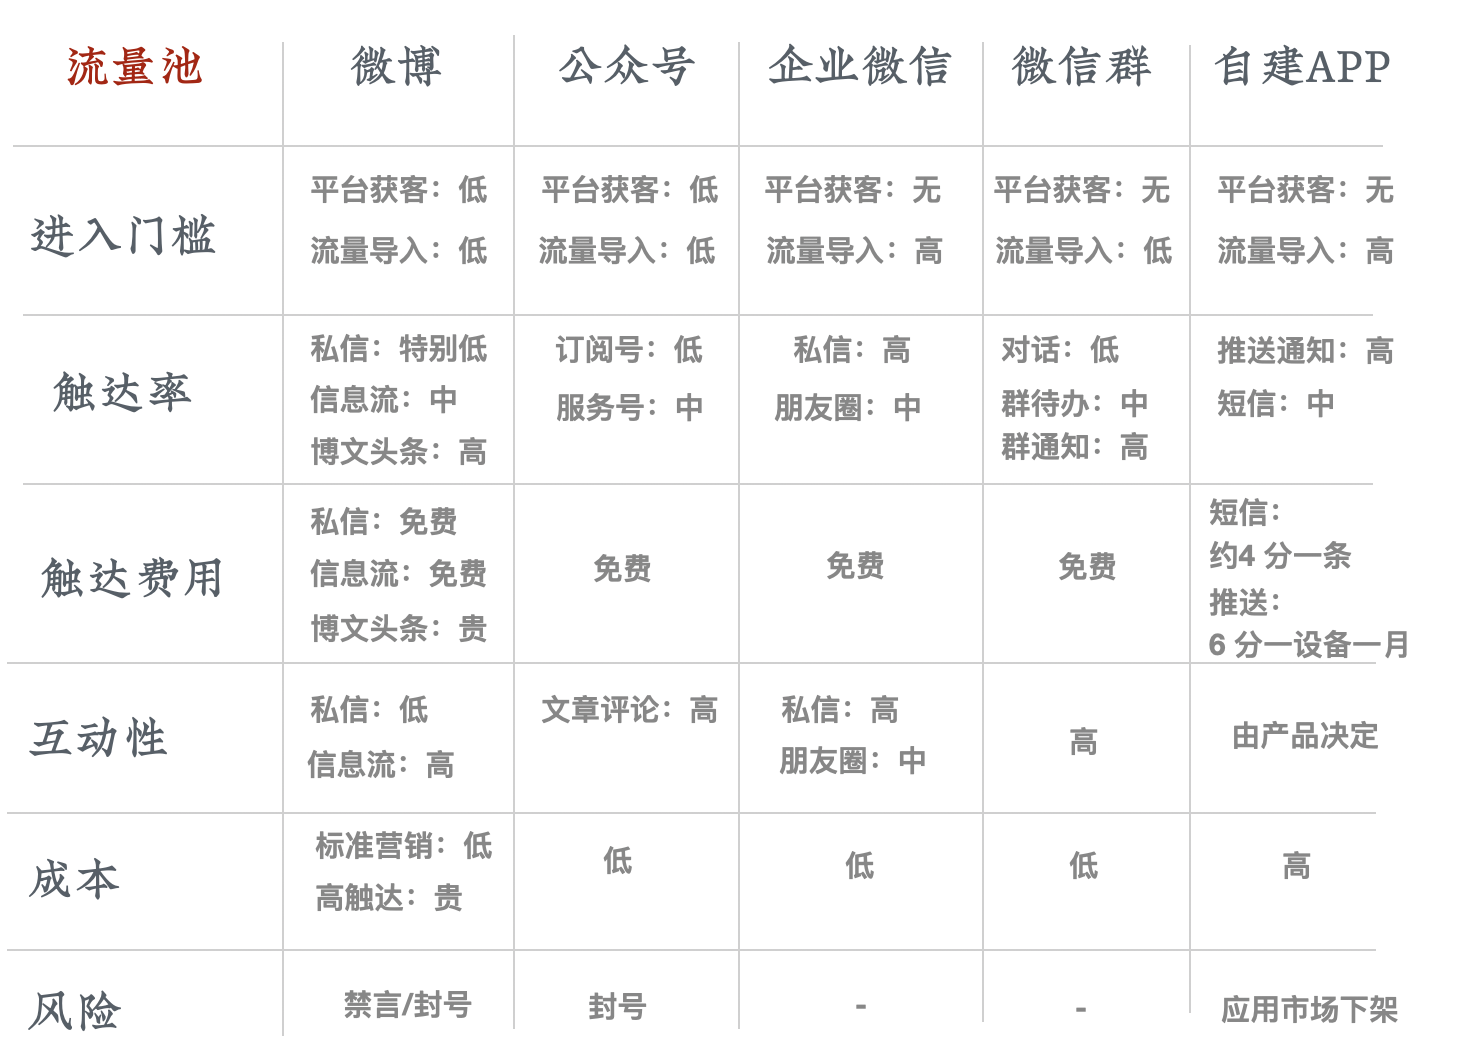 流量池 微博 公众号 企业微信 微信群 自建APP
进入门槛
平台获客：低
流量导入：低
平台获客：低
流量导入：低
平台获客：无
流量导入：高
平台获客：无
流量导入：低
平台获客：无
流量导入：高
触达率
私信：特别低
信息流：中
博文头条：高
订阅号：低
服务号：中
私信：高
朋友圈：中
对话：低
群待办：中
群通知：高
推送通知：高
短信：中
触达费用
私信：免费
信息流：免费
博文头条：贵
免费
免费
免费
短信：
约4 分一条
推送：
6 分一设备一月
互动性
私信：低
信息流：高
文章评论：高
私信：高
朋友圈：中
高
由产品决定
成本
标准营销：低
高触达：贵
低
低
低
高
风险
禁言/封号
封号
-
-
应用市场下架